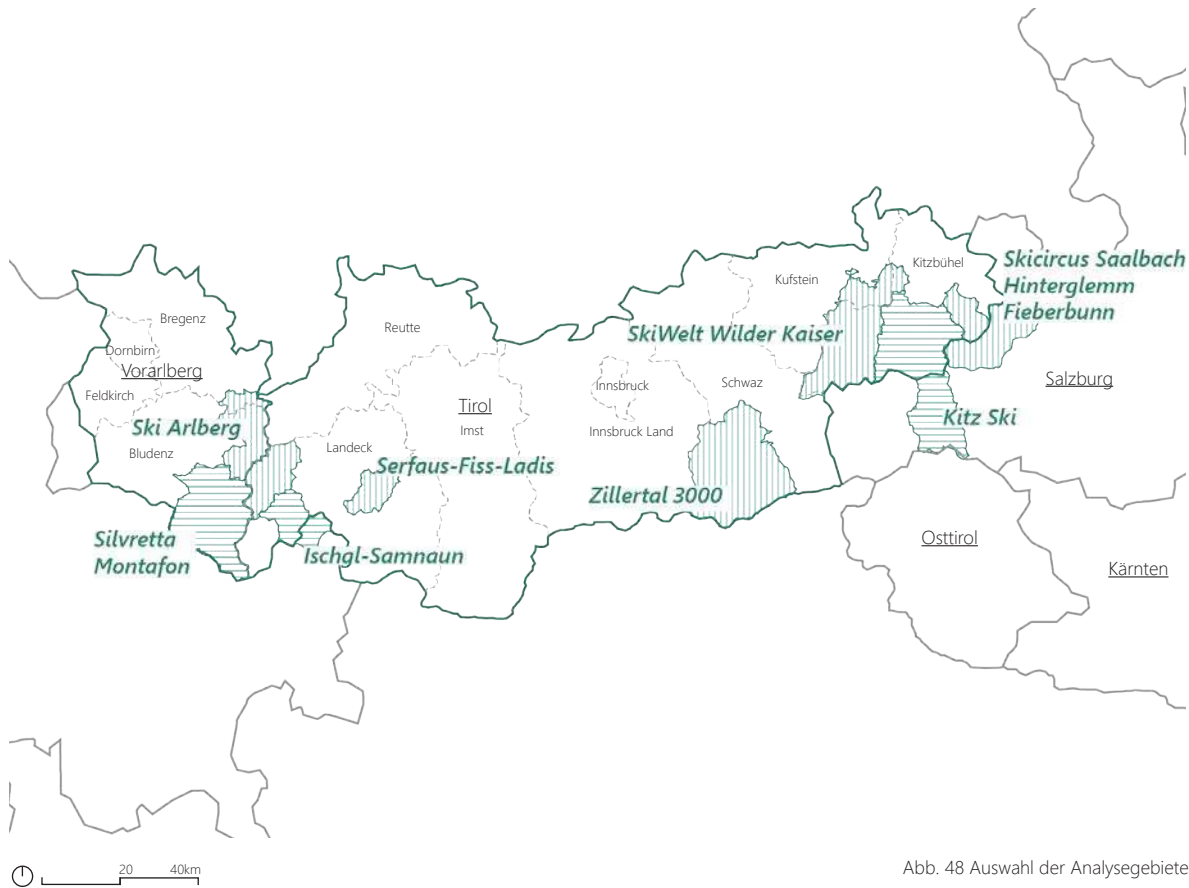 Skicircus Saalbach
Hinterglemm
Fieberbunn
Kitzbühel
Kufstein
Bregenz
Reutte
SkiWelt Wilder Kaiser
Dornbirn
Vorarlberg
Feldkirch
Innsbruck
Schwaz
Salzburg
Tirol
Imst
Innsbruck Land
Ski Arlberg
Bludenz
Landeck
Kitz Ski
Serfaus-Fiss-Ladis
Zillertal 3000
Silvretta
Montafon
Ischgl-Samnaun
Osttirol
Kärnten
20 40km
Abb. 48 Auswahl der Analysegebiete